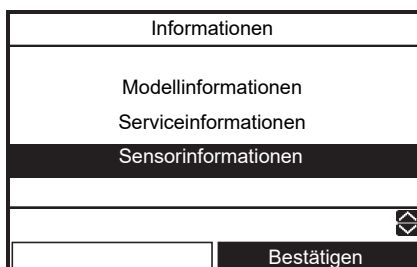 Informationen
Modellinformationen
Serviceinformationen
Sensorinformationen
Bestätigen